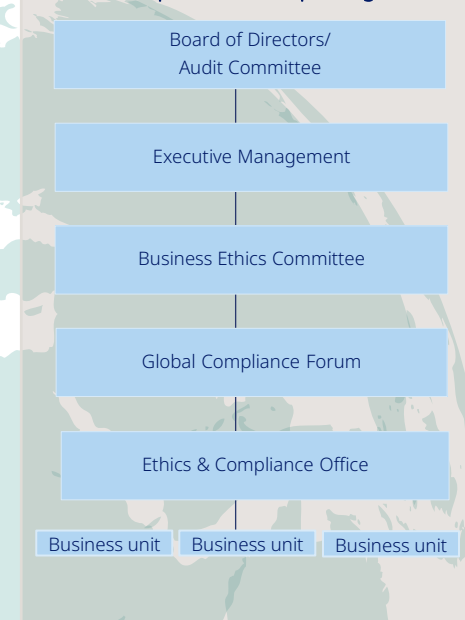 Board of Directors/
Audit Committee
Executive Management
Business Ethics Committee
Global Compliance Forum
Ethics & Compliance Office
Business unit Business unit Business unit